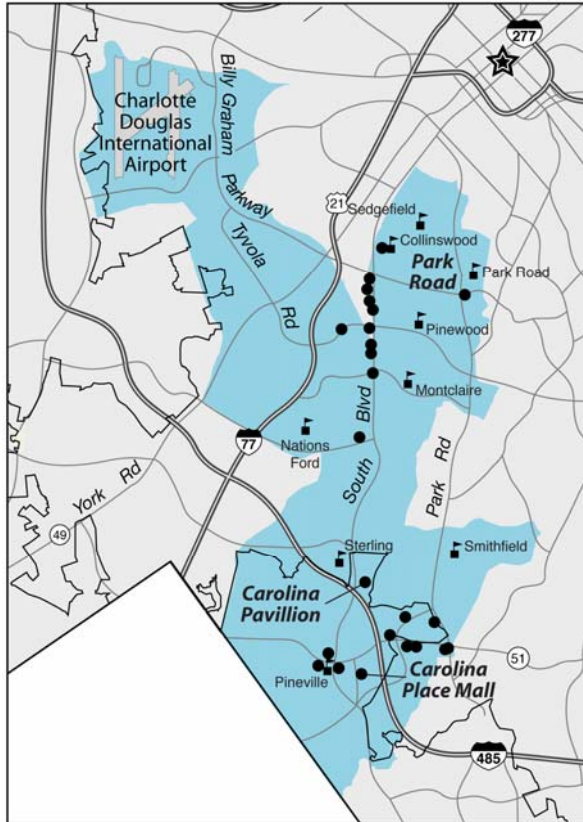 277
Charlotte
Douglas
International
Airport
Billy Graham
Parkway
21
Sedgefield
Collinswood
Park
Road
Park Road
Tyvola
Rd
Pinewood
Montclaire
Blvd
South
Park Rd
77
Nations
Ford
York Rd
49
Sterling
Smithfield
Carolina
Pavillion
51
Pineville
Carolina
Place Mall
485